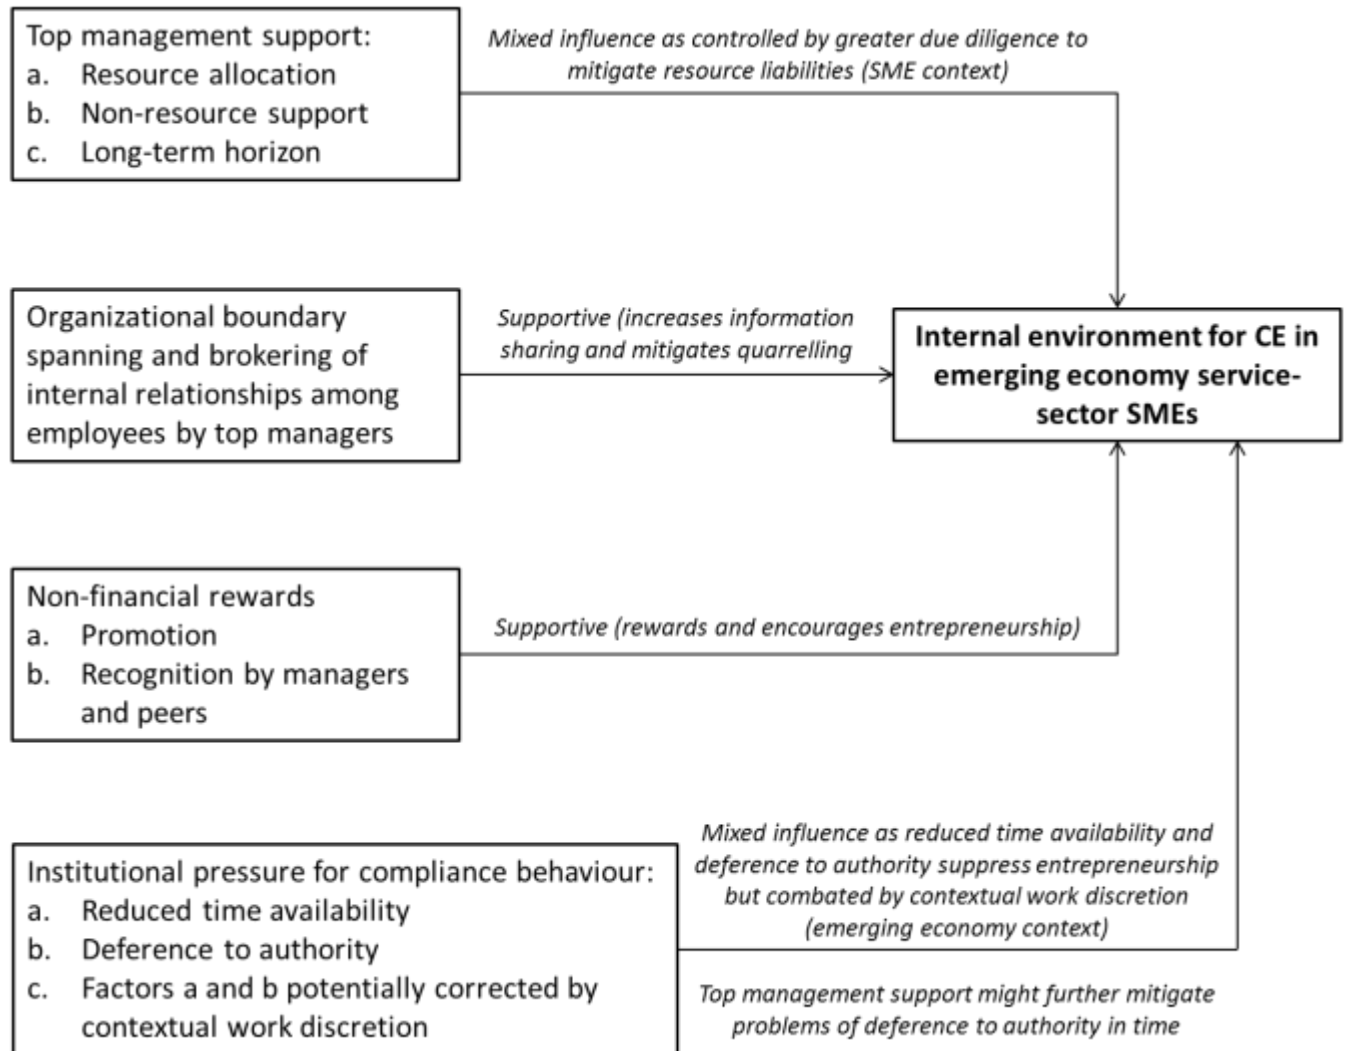 Top management support:
a. Resource allocation
b. Non-resource support
c. Long-term horizon
Mixed influence as controlled by greater due diligence to
mitigate resource liabilities (SME context)
Organizational boundary
spanning and brokering of
internal relationships among
employees by top managers
Supportive (increases information
sharing and mitigates quarrelling
Internal environment for CE in
emerging economy service-
sector SMEs
Non-financial rewards
a. Promotion
b. Recognition by managers
and peers
Supportive (rewards and encourages entrepreneurship)
Institutional pressure for compliance behaviour:
a. Reduced time availability
b. Deference to authority
c. Factors a and b potentially corrected by
contextual work discretion
Mixed influence as reduced time availability and
deference to authority suppress entrepreneurship
but combated by contextual work discretion
(emerging economy context)
Top management support might further mitigate
problems of deference to authority in time